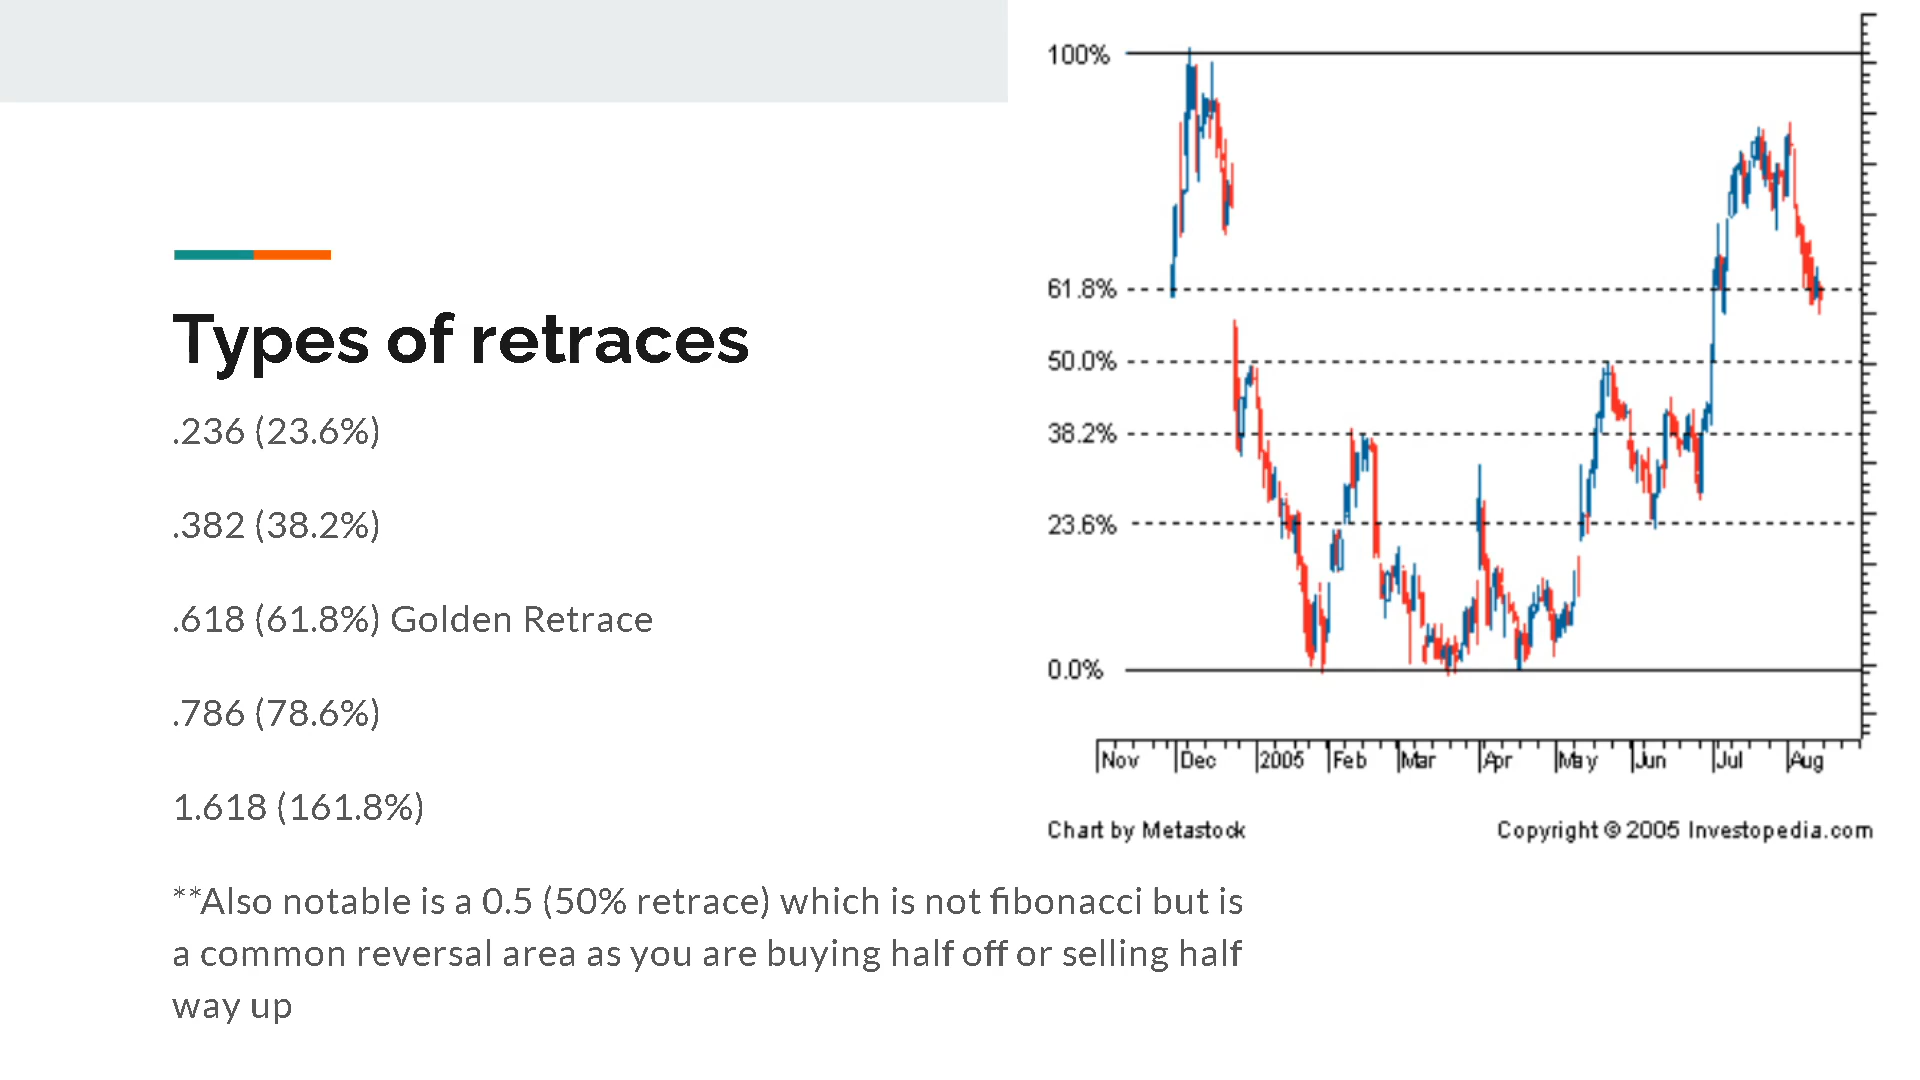 Types of retraces
.236 (23.6%)
.382 (38.2%)
.618 (61.8%) Golden Retrace
.786 (78.6%)
1.618 (161.8%)
**Also notable is a 0.5 (50% retrace) which is not fibonacci but is
a common reversal area as you are buying half off or selling half
way up
100%
61.8%
50.0%
38.2%
23.6%
0.0%
Nov Dec 2005 Feb Mar Apr May Jun Jul Aug
Chart by Metastock Copyright © 2005 Investopedia.com